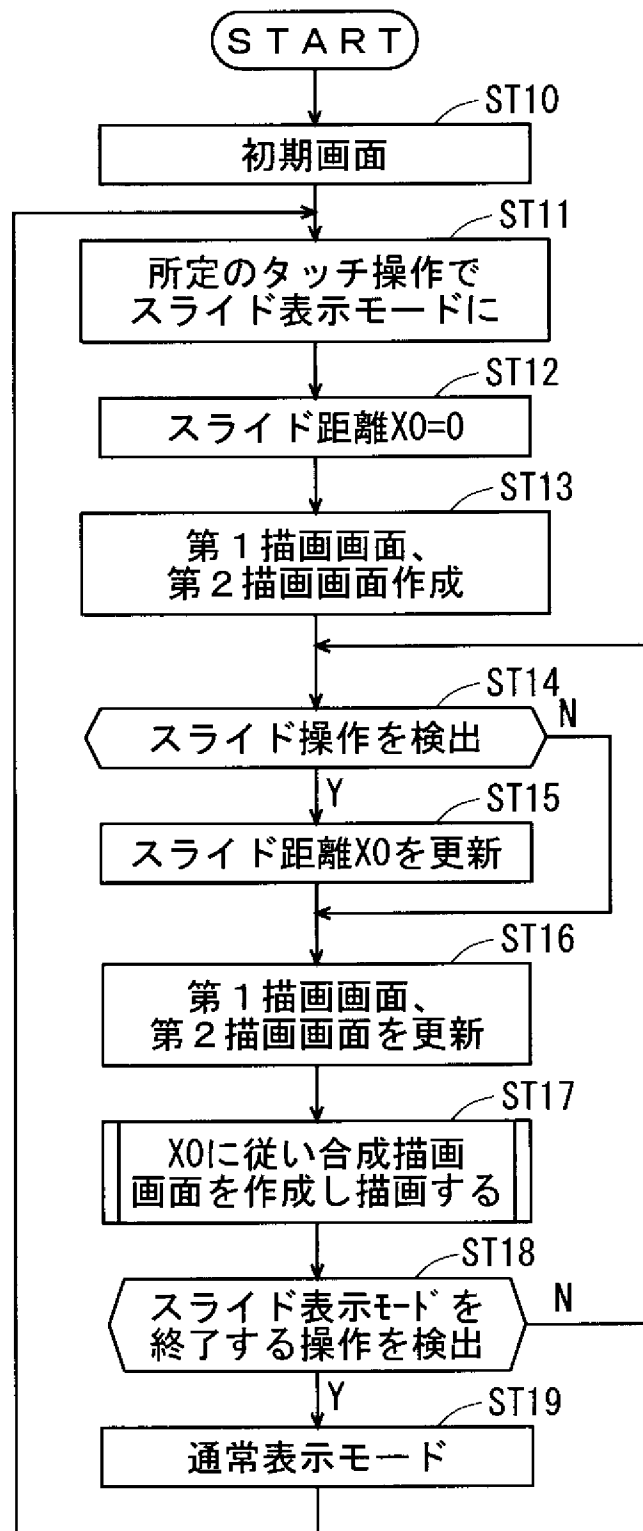 START
ST10
初期画面
ST11
所定のタッチ操作で
スライド表示モードに
ST12
スライド距離X0=0
ST13
第１描画画面、
第２描画画面作成
ST14
スライド操作を検出
N
Y
ST15
スライド距離X0を更新
ST16
第１描画画面、
第２描画画面を更新
ST17
X0に従い合成描画
画面を作成し描画する
ST18
スライド表示ﾓｰﾄﾞを
終了する操作を検出
N
Y
ST19
通常表示モード